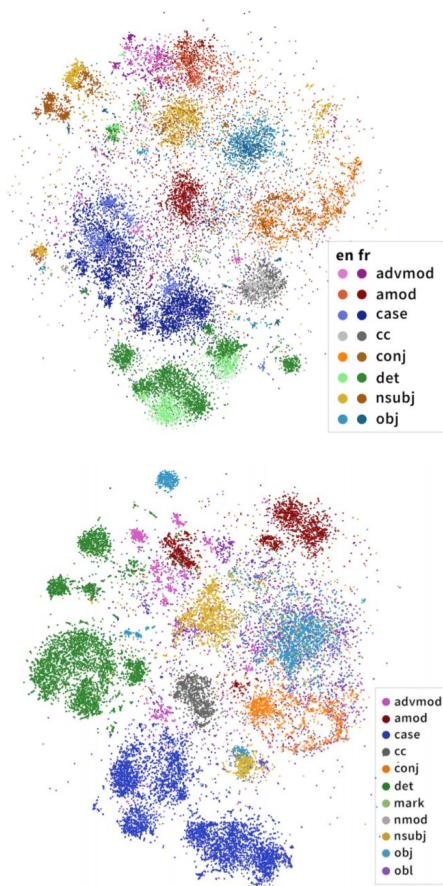 en fr
advmod
amod
case
cc
conj
det
nsubj
obj
advmod
amod
case
cc
conj
det
mark
nmod
nsubj
obj
obl